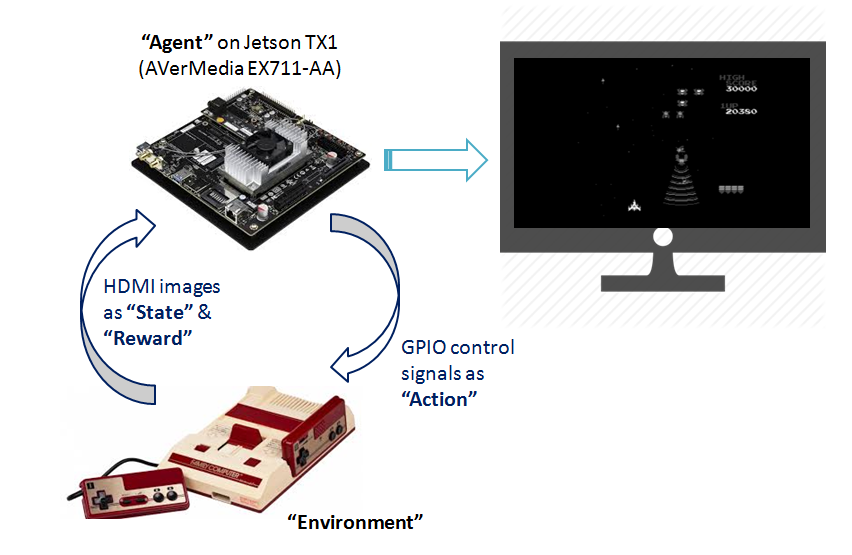 “Agent” on Jetson TX1
(AVerMedia EX711-AA)
HIGH
SCORE
30000
1UP
20380
HDMI images
as “State” &
“Reward”
GPIO control
signals as
“Action”
FAMILY COMPUTER
“Environment”